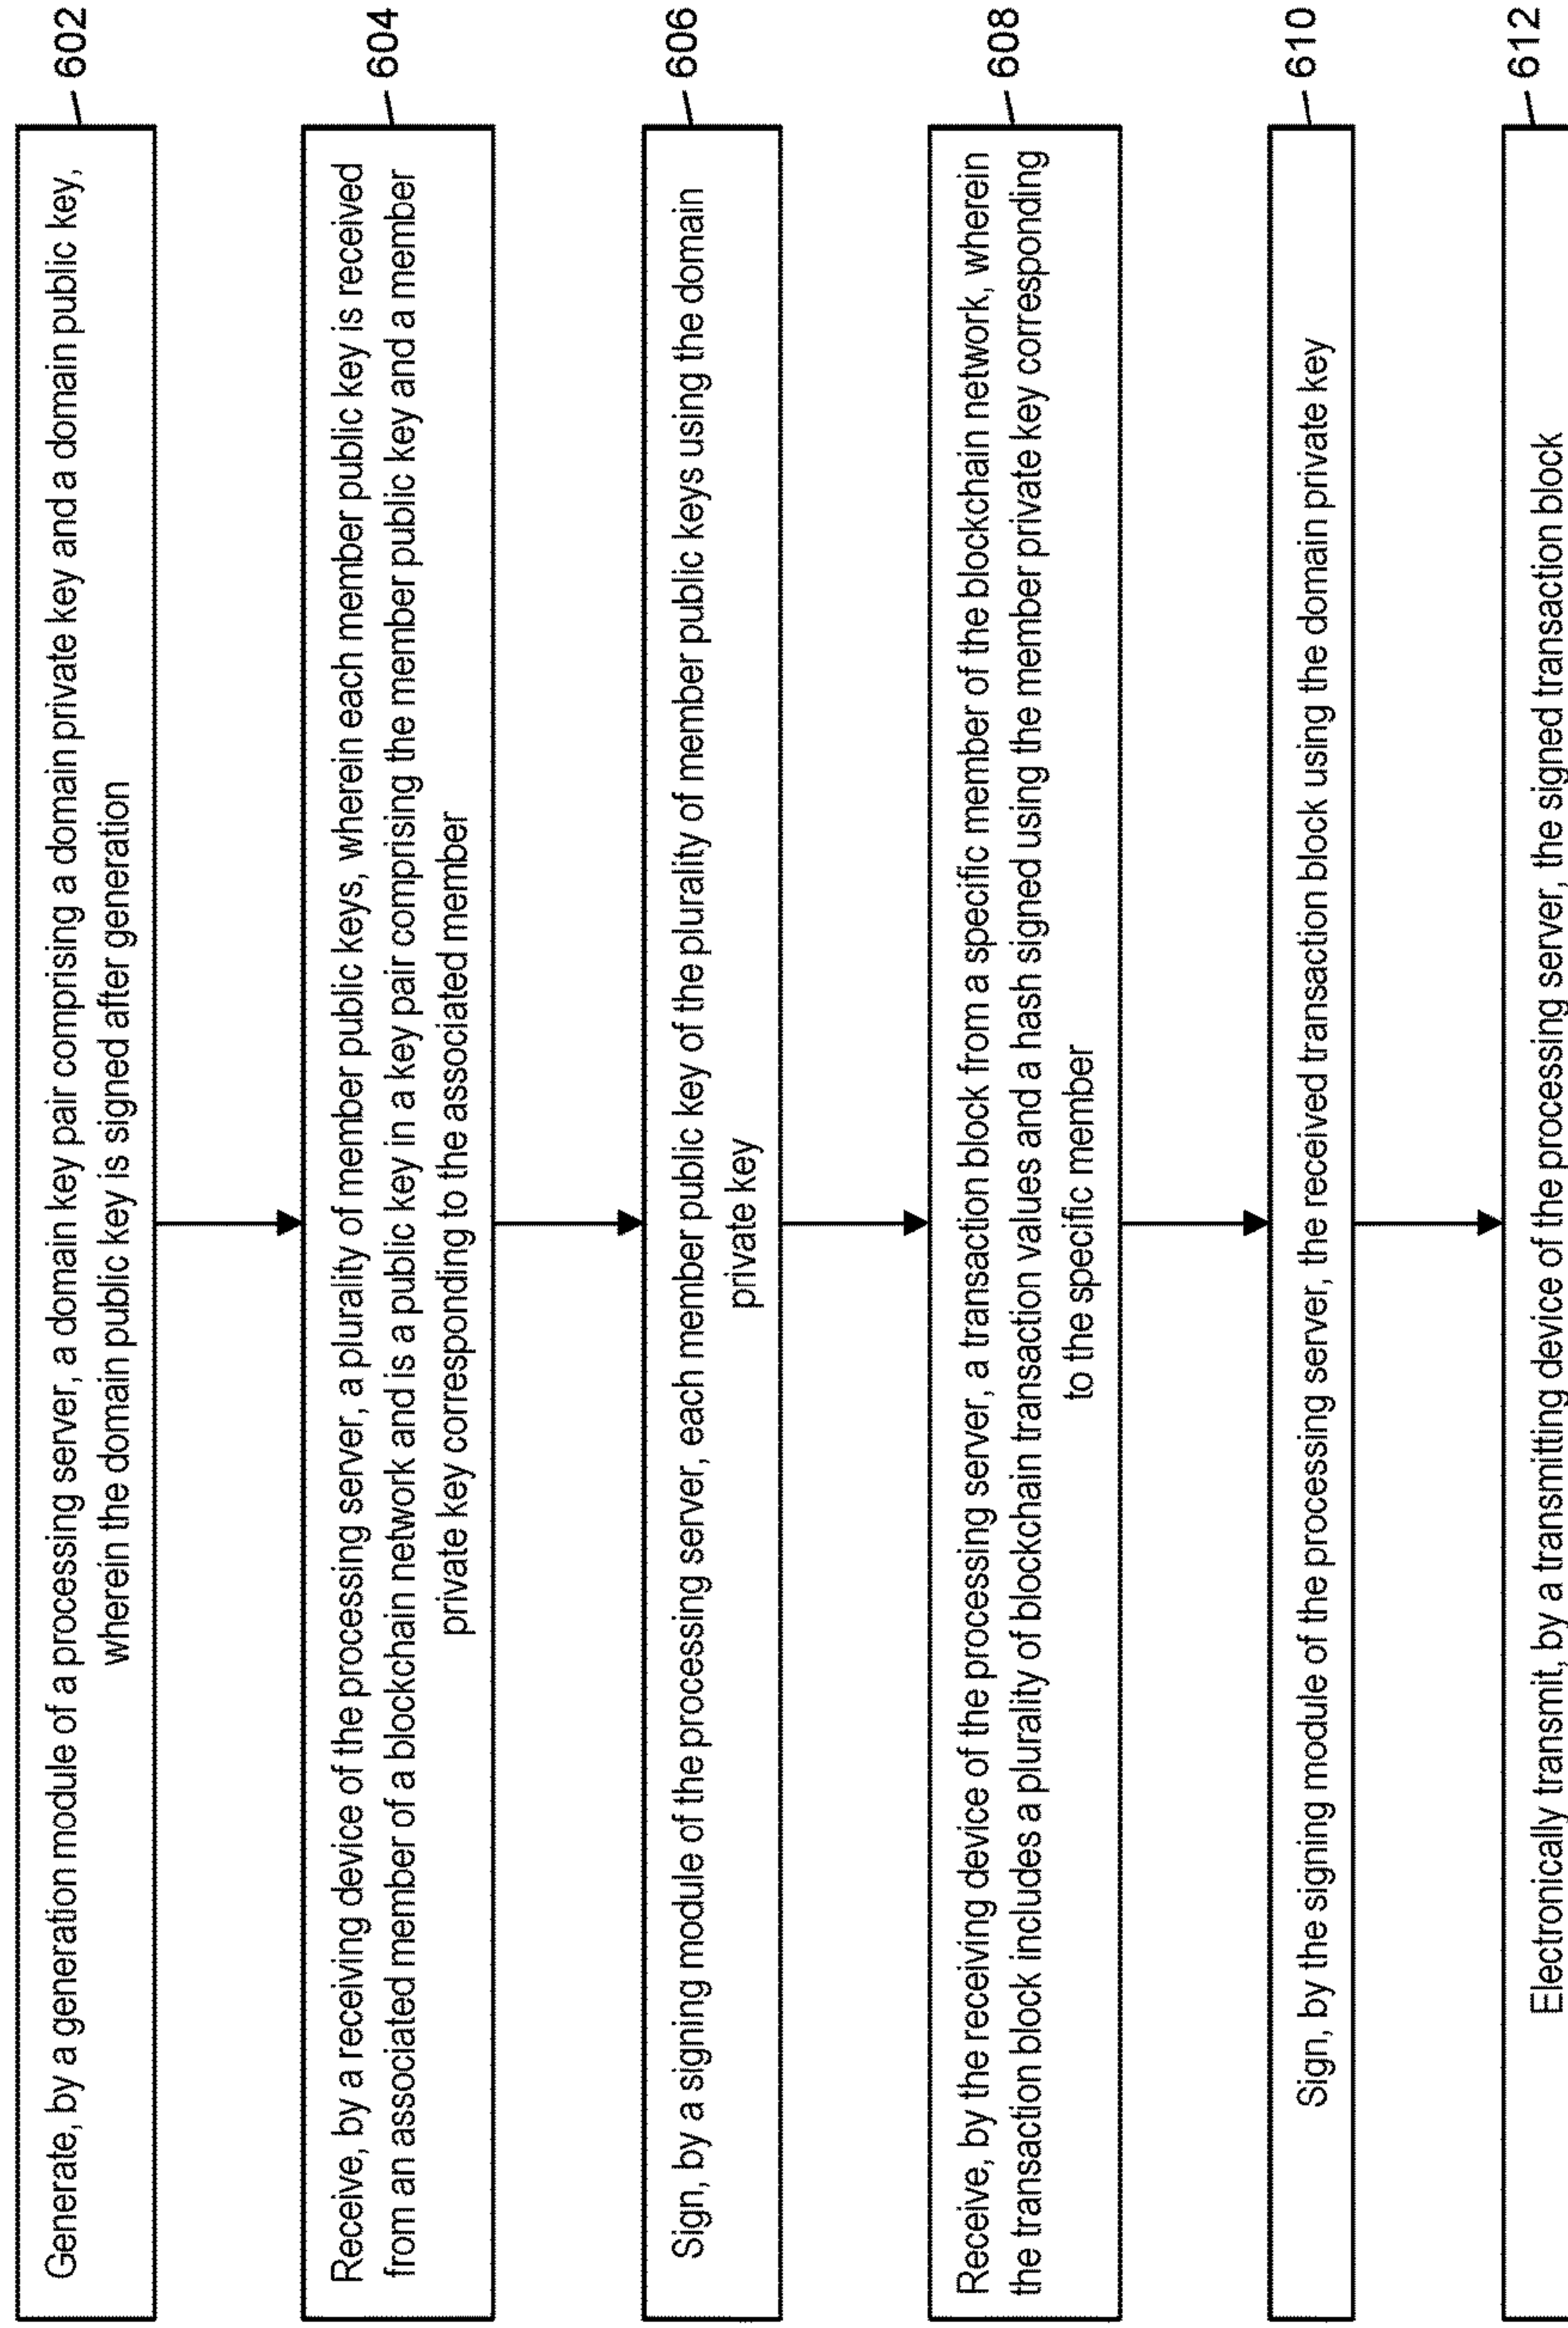 602
Generate, by a generation module of a processing server, a domain key pair comprising a domain private key and a domain public key,
wherein the domain public key is signed after generation
604
Receive, by a receiving device of the processing server, a plurality of member public keys, wherein each member public key is received
from an associated member of a blockchain network and is a public key in a key pair comprising the member public key and a member
private key corresponding to the associated member
606
Sign, by a signing module of the processing server, each member public key of the plurality of member public keys using the domain
private key
608
Receive, by the receiving device of the processing server, a transaction block from a specific member of the blockchain network, wherein
the transaction block includes a plurality of blockchain transaction values and a hash signed using the member private key corresponding
to the specific member
610
Sign, by the signing module of the processing server, the received transaction block using the domain private key
612
Electronically transmit, by a transmitting device of the processing server, the signed transaction block